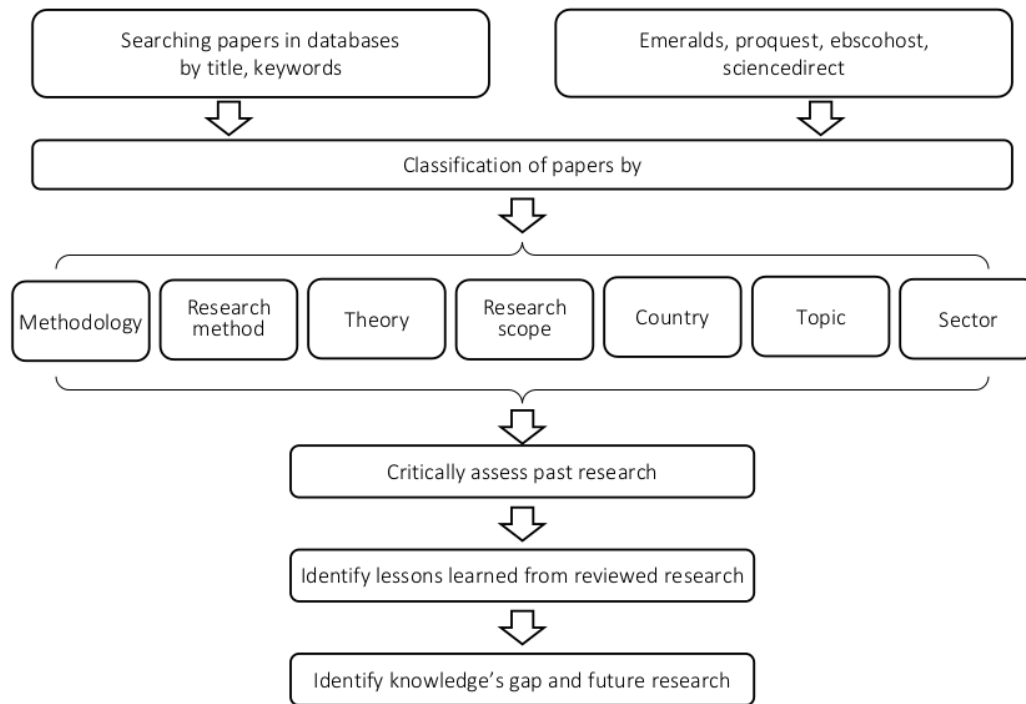 Searching papers in databases
by title, keywords
Emeralds, proquest, ebscohost,
sciencedirect
Classification of papers by
Methodology
Research
method
Theory
Research
scope
Country
Topic
Sector
Critically assess past research
Identify lessons learned from reviewed research
Identify knowledge’s gap and future research